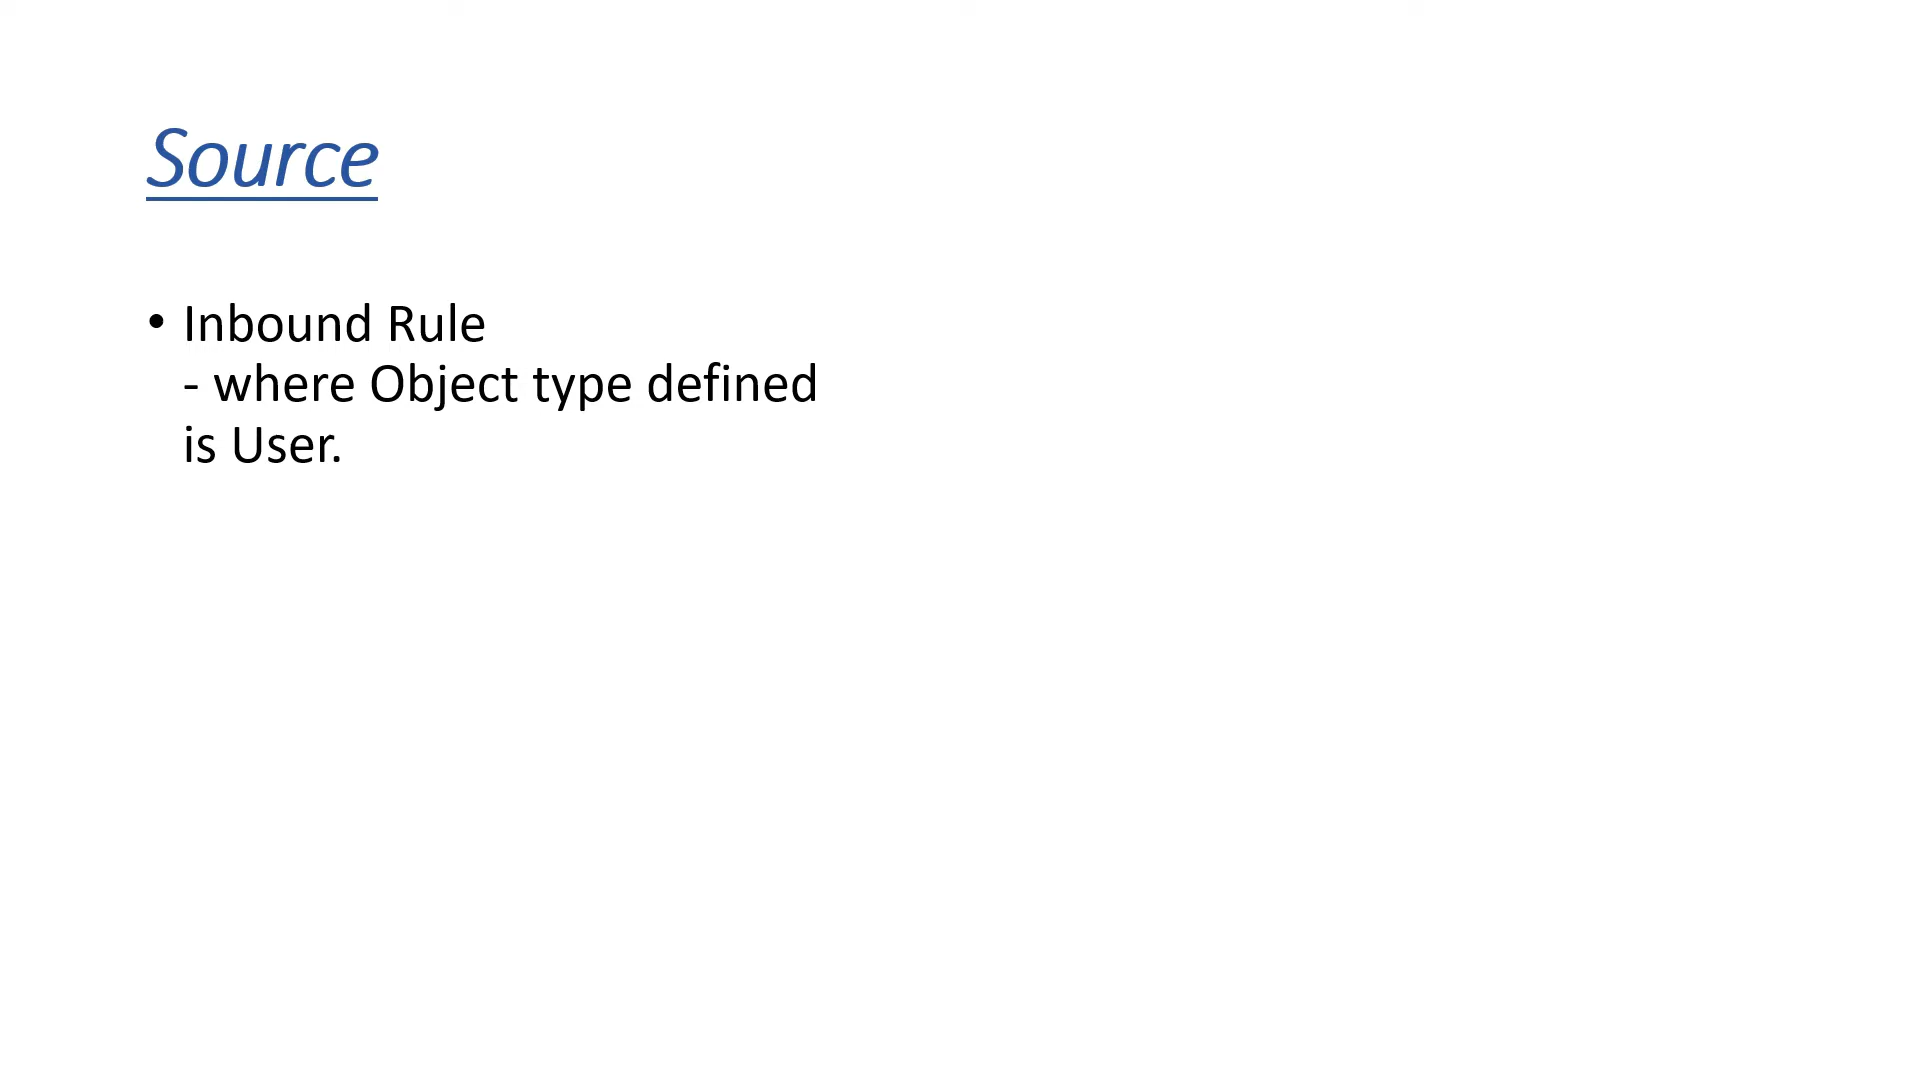 Source
• Inbound Rule
- where Object type defined
is User.